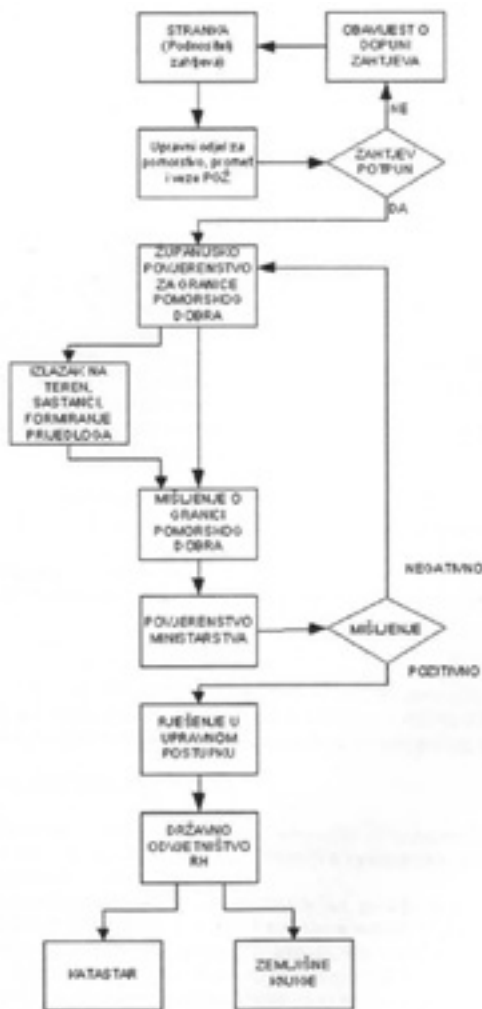 STRANKA
(Podnositelj
zahtjeva)
OBAVIJEST O
DOPUNI
ZAHTJEVA
NE
Upravni odjel za
pomorstvo, promet
i veze PGŽ
ZAHTJEV
POTPUN
DA
ŽUPANIJSKO
POVJERENSTVO
ZA GRANICE
POMORSKOG
DOBRA
IZLAZAK NA
TEREN,
SASTANCI,
FORMIRANJE
PRIJEDLOGA
MIŠLJENJE O
GRANICI
POMORSKOG
DOBRA
NEGATIVNO
POVJERENSTVO
MINISTARSTVA
MIŠLJENJE
POZITIVNO
RJEŠENJE U
UPRAVNOM
POSTUPKU
DRŽAVNO
ODVJETNIŠTVO
RH
KATASTAR
ZEMLJIŠNE
KNJIGE